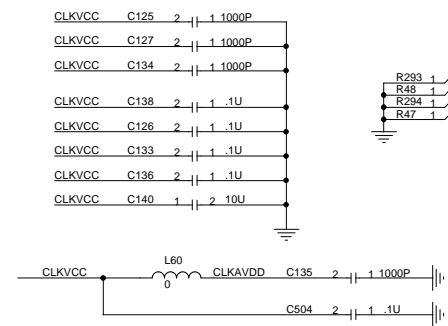 CLKVCC C125 2 1 1000P
CLKVCC C127 2 1 1000P
CLKVCC C134 2 1 1000P
CLKVCC C138 2 1 .1U
CLKVCC C126 2 1 .1U
CLKVCC C133 2 1 .1U
CLKVCC C136 2 1 .1U
CLKVCC C140 1 2 10U
R293 1
R48 1
R294 1
R47 1
L60
CLKVCC 0 CLKAVDD C135 2 1 1000P
C504 2 1 .1U